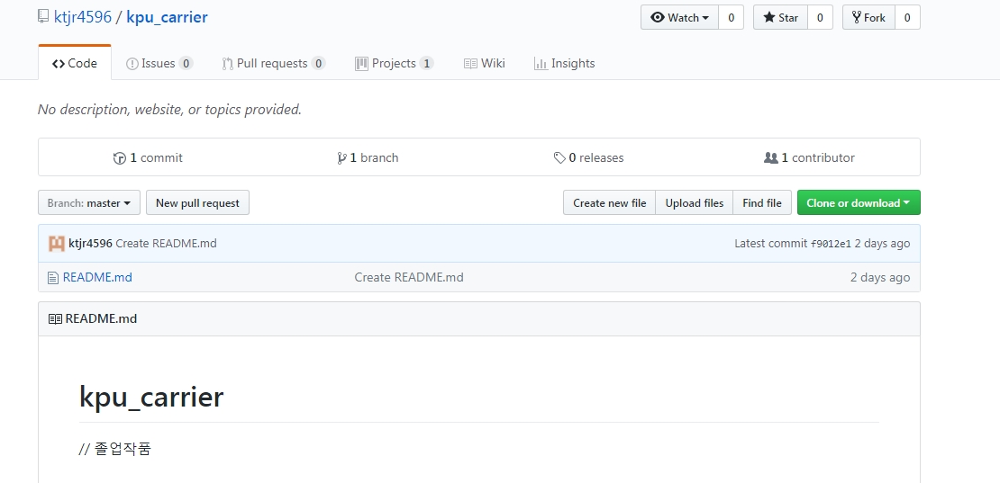 ktjr4596 / kpu_carrier Watch 0 Star 0 Fork 0
Code Issues 0 Pull requests 0 Projects 1 Wiki Insights
No description, website, or topics provided.
1 commit 1 branch 0 releases 1 contributor
Branch: master New pull request Create new file Upload files Find file Clone or download
ktjr4596 Create README.md Latest commit f9012e1 2 days ago
README.md Create README.md 2 days ago
README.md
kpu_carrier
// 졸업작품